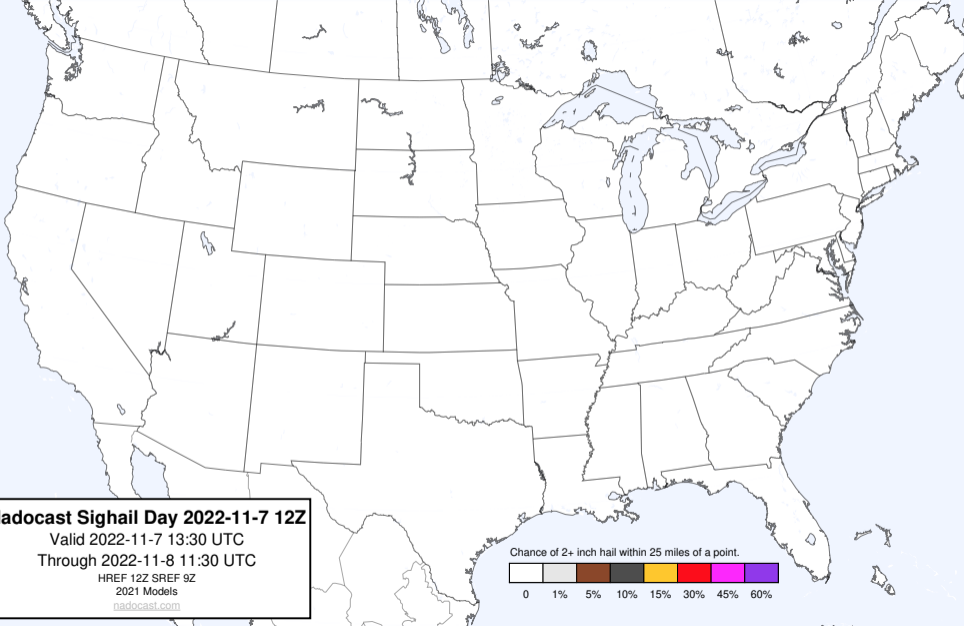 adocast Sighail Day 2022-11-7 12Z
Valid 2022-11-7 13:30 UTC
Through 2022-11-8 11:30 UTC
HREF 12Z SREF 9Z
2021 Models
nadocast.com
Chance of 2+ inch hail within 25 miles of a point.
0 1% 5% 10% 15% 30% 45% 60%